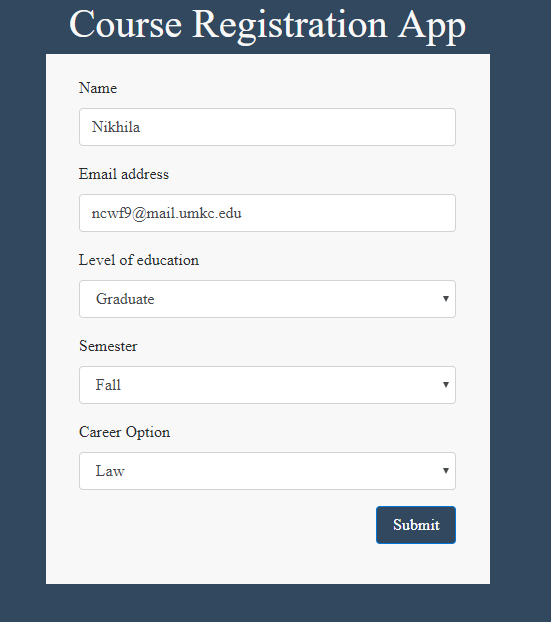 Course Registration App
Name
Nikhila
Email address
ncwf9@mail.umkc.edu
Level of education
Graduate
Semester
Fall
Career Option
Law
Submit